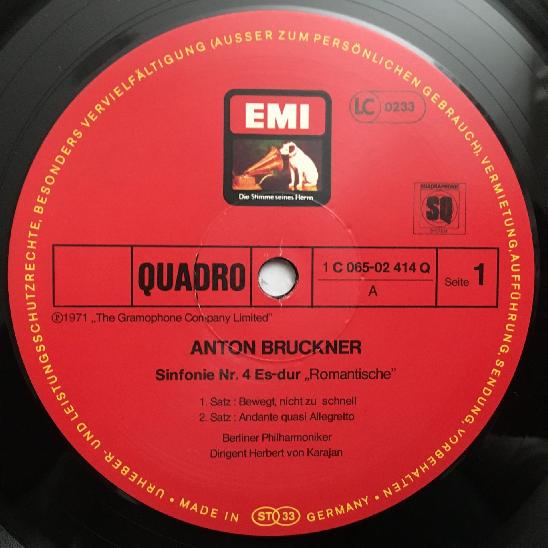 URHEBER- UND LEISTUNGSSCHUTZRECHTE, BESONDERS VERVIELFÄLTIGUNG (AUSSER ZUM PERSÖNLICHEN GEBRAUCH), VERMIETUNG, AUFFÜHRUNG, SENDUNG, VORBEHALTEN
EMI
Die Stimme seines Herrn
LC 0233
QUADRAPHONIC
SQ
SYSTEM
QUADRO
1 C 065-02 414 Q
A
Seite 1
℗1971 „The Gramophone Company Limited"
ANTON BRUCKNER
Sinfonie Nr. 4 Es-dur „Romantische"
1. Satz : Bewegt, nicht zu schnell
2. Satz : Andante quasi Allegretto
Berliner Philharmoniker
Dirigent Herbert von Karajan
• MADE IN ST 33 GERMANY •